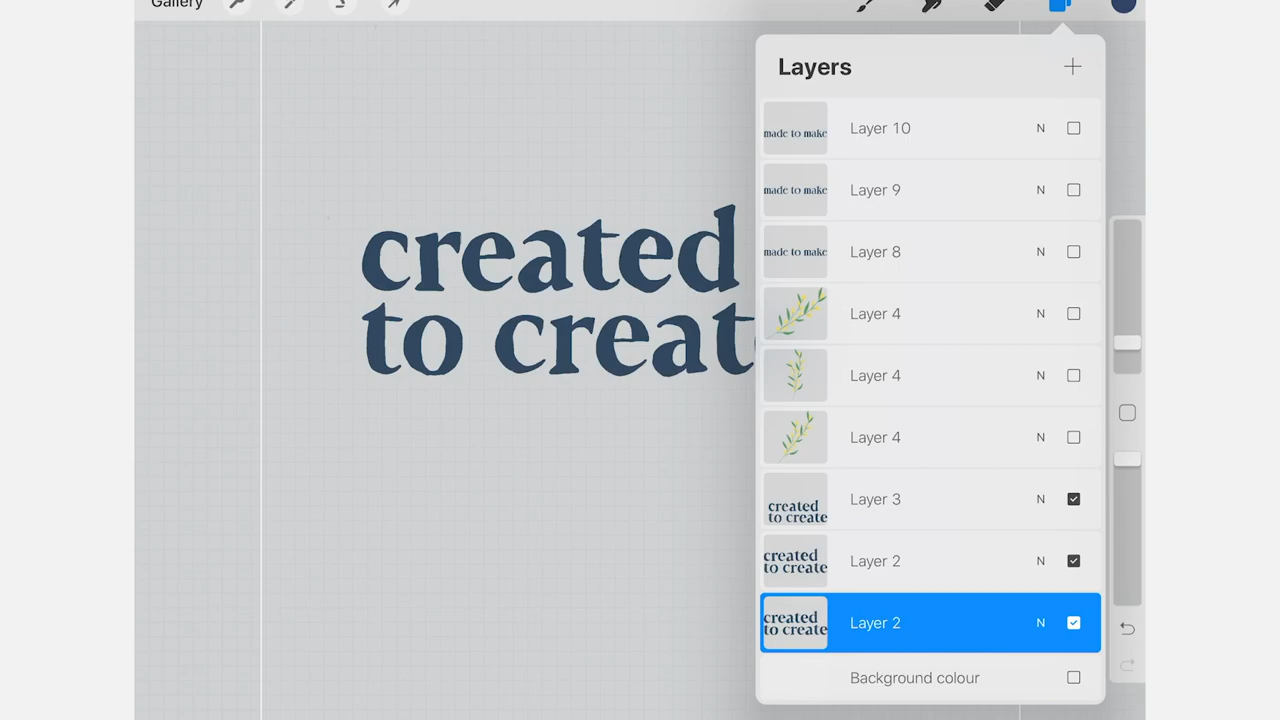 Gallery
Layers
made to make
Layer 10
N
made to make
Layer 9
N
made to make
Layer 8
N
Layer 4
N
Layer 4
N
Layer 4
N
created
to create
Layer 3
N
created
to create
Layer 2
N
created
to create
Layer 2
N
Background colour
created
to creat